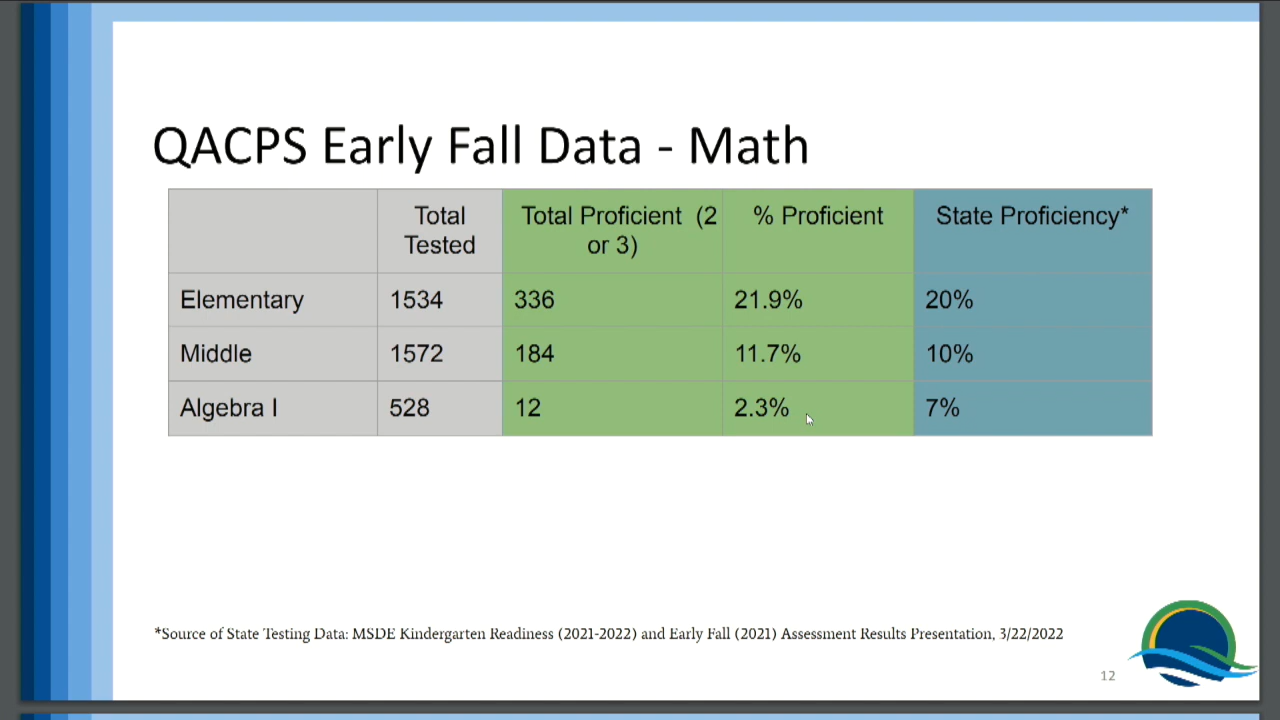 QACPS Early Fall Data - Math
Total Tested
Total Proficient (2 or 3)
% Proficient
State Proficiency*
Elementary 1534 336 21.9% 20%
Middle 1572 184 11.7% 10%
Algebra I 528 12 2.3% 7%
*Source of State Testing Data: MSDE Kindergarten Readiness (2021-2022) and Early Fall (2021) Assessment Results Presentation, 3/22/2022
12